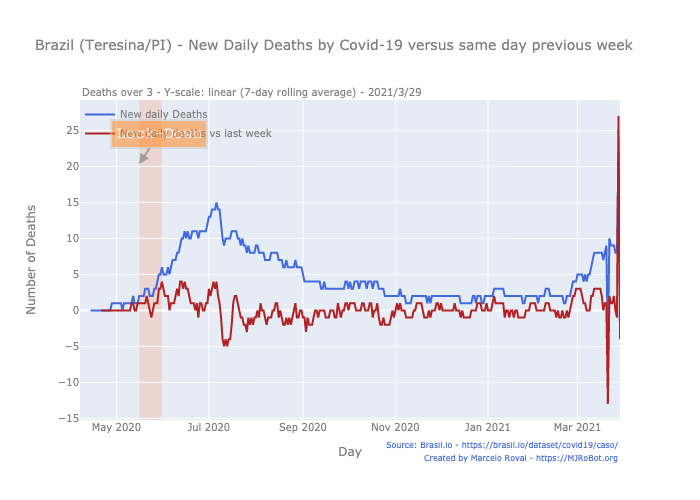 Brazil (Teresina/PI) - New Daily Deaths by Covid-19 versus same day previous week
Deaths over 3 - Y-scale: linear (7-day rolling average) - 2021/3/29
New daily Deaths
Lock Down
vs last week
25
20
15
10
5
0
−5
−10
−15
Number of Deaths
May 2020
Jul 2020
Sep 2020
Nov 2020
Jan 2021
Mar 2021
Day
Source: Brasil.io - https://brasil.io/dataset/covid19/caso/
Created by Marcelo Rovai - https://MJRoBot.org